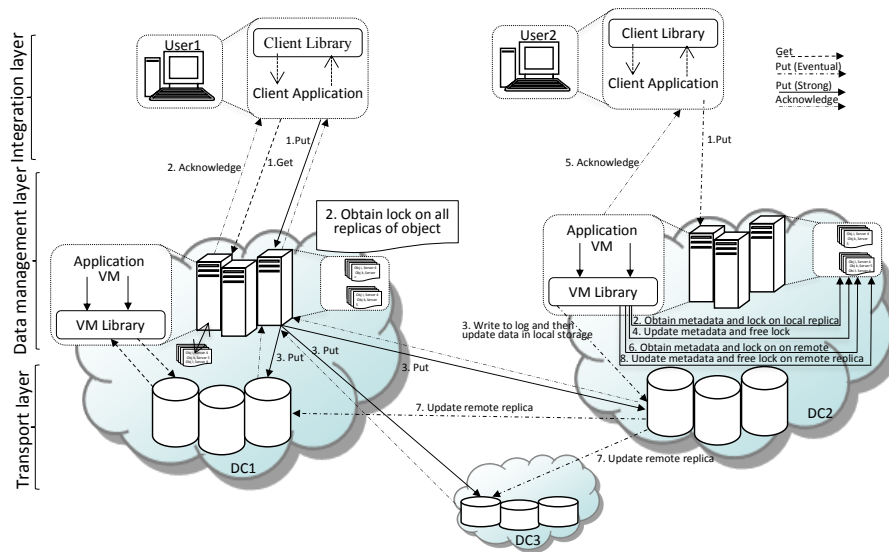 User1
Client Library
Client Application
User2
Client Library
Client Application
Get
Put (Eventual)
Put (Strong)
Acknowledge
Integration layer
Data management layer
Transport layer
2. Acknowledge
1.Get
1.Put
5. Acknowledge
1.Put
2. Obtain lock on all
replicas of object
Application
VM
VM Library
Application
VM
VM Library
3. Write to log and then
update data in local storage
2. Obtain metadata and lock on local replica
4. Update metadata and free lock
6. Obtain metadata and lock on on remote
8. Update metadata and free lock on remote replica
3. Put
3. Put
3. Put
7. Update remote replica
7. Update remote replica
DC1
DC2
DC3